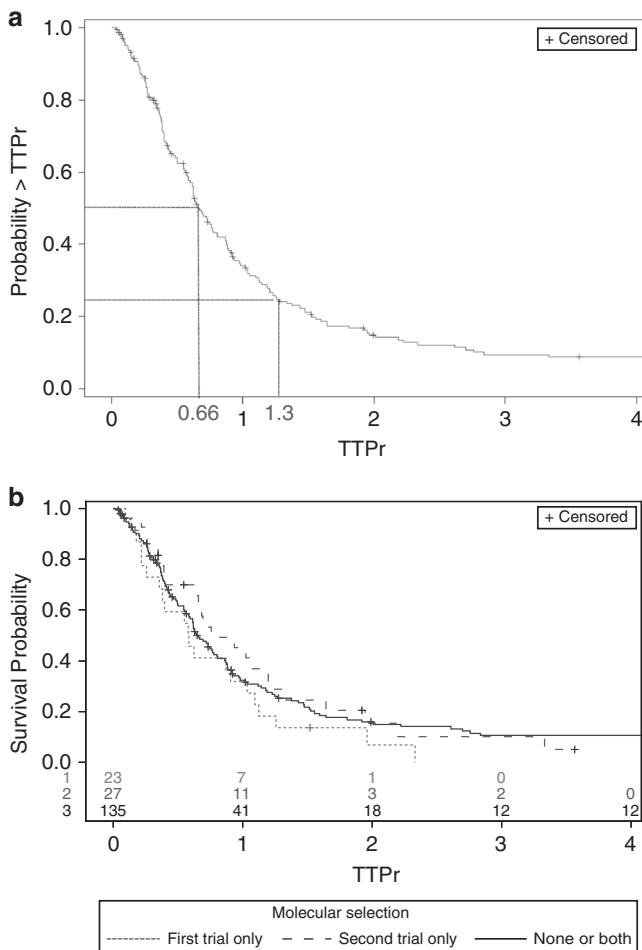 a
+ Censored
Probability > TTPr
1.0
0.8
0.6
0.4
0.2
0.0
0 1 2 3 4
0.66 1.3
TTPr
b
+ Censored
Survival Probability
1.0
0.8
0.6
0.4
0.2
0.0
1 23 7 1 0
2 27 11 3 2 0
3 135 41 18 12 12
0 1 2 3 4
TTPr
Molecular selection
First trial only Second trial only None or both